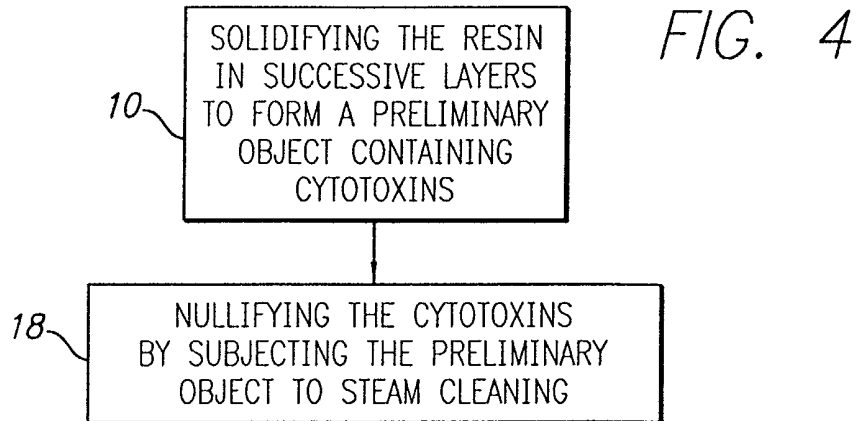 FIG. 4
10
SOLIDIFYING THE RESIN
IN SUCCESSIVE LAYERS
TO FORM A PRELIMINARY
OBJECT CONTAINING
CYTOTOXINS
18
NULLIFYING THE CYTOTOXINS
BY SUBJECTING THE PRELIMINARY
OBJECT TO STEAM CLEANING